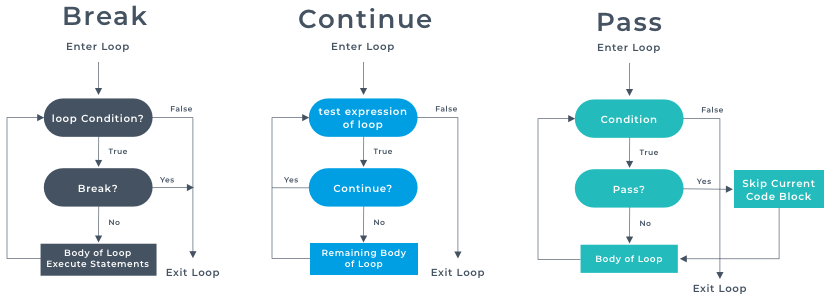 Break
Enter Loop
loop Condition?
False
True
Break?
Yes
No
Body of Loop
Execute Statements
Exit Loop
Continue
Enter Loop
test expression
of loop
False
True
Continue?
Yes
No
Remaining Body
of Loop
Exit Loop
Pass
Enter Loop
Condition
False
True
Pass?
Yes
Skip Current
Code Block
No
Body of Loop
Exit Loop